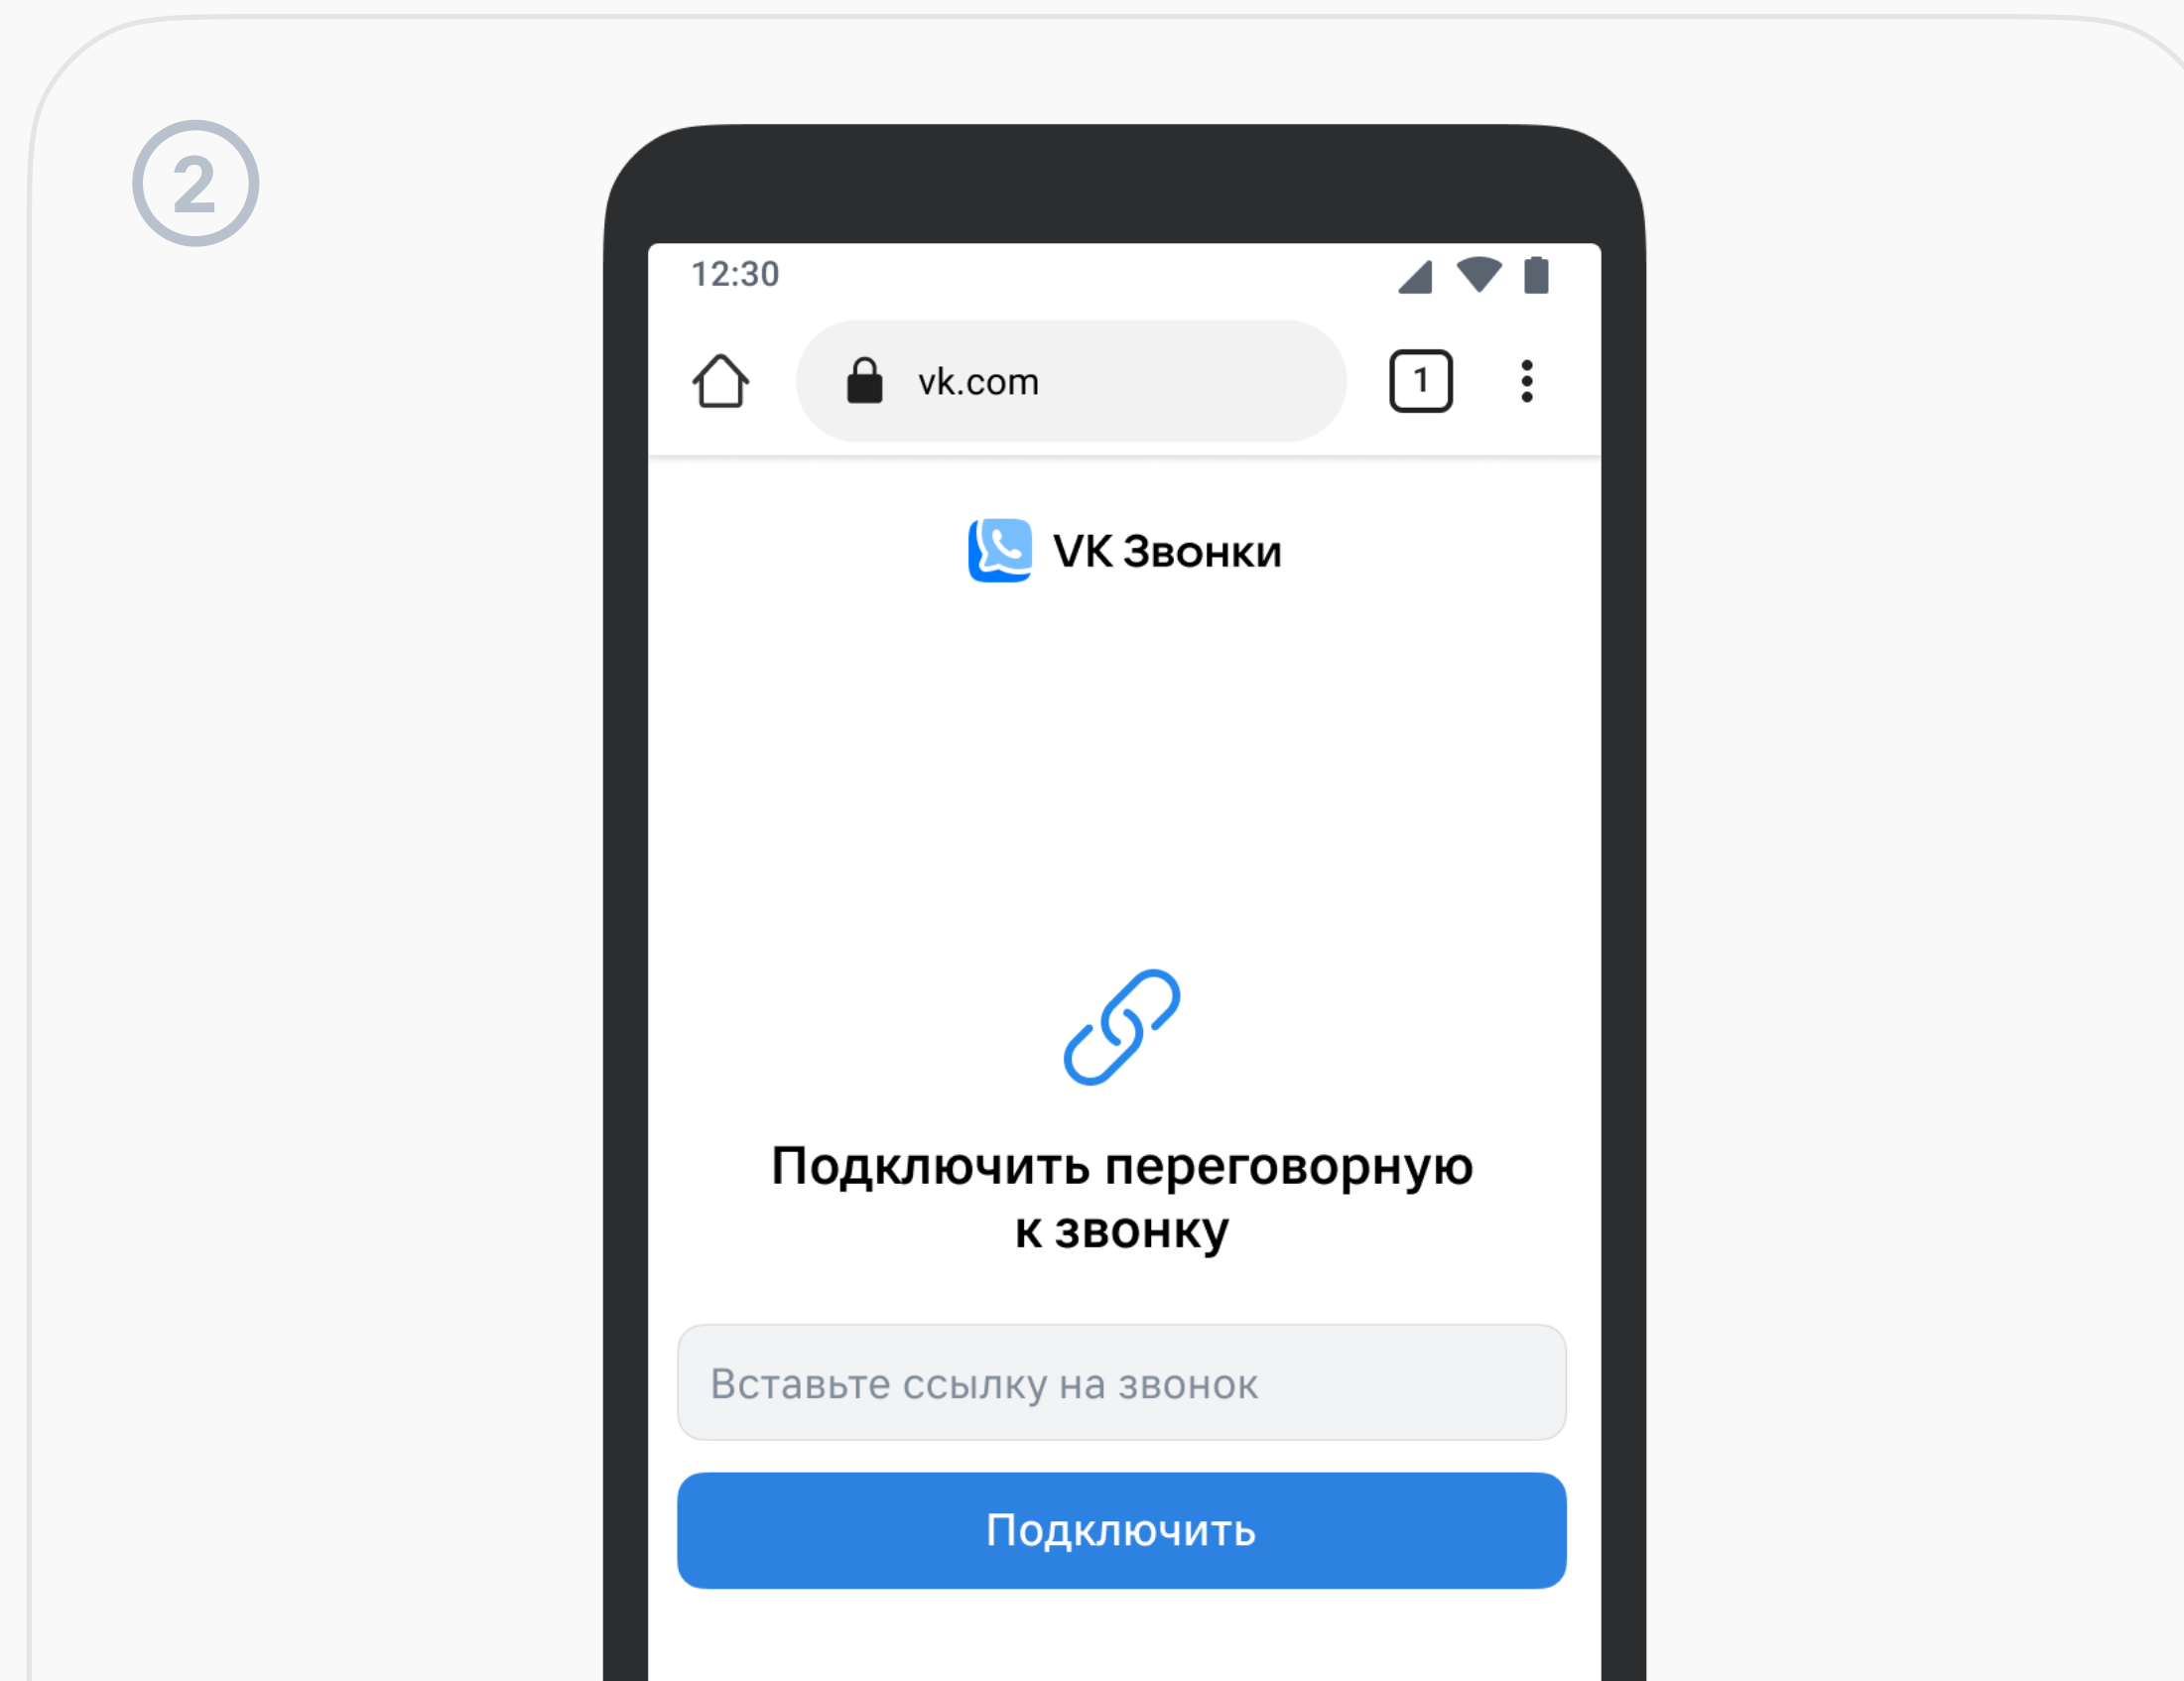 2
12:30
vk.com
1
VK Звонки
Подключить переговорную
к звонку
Вставьте ссылку на звонок
Подключить